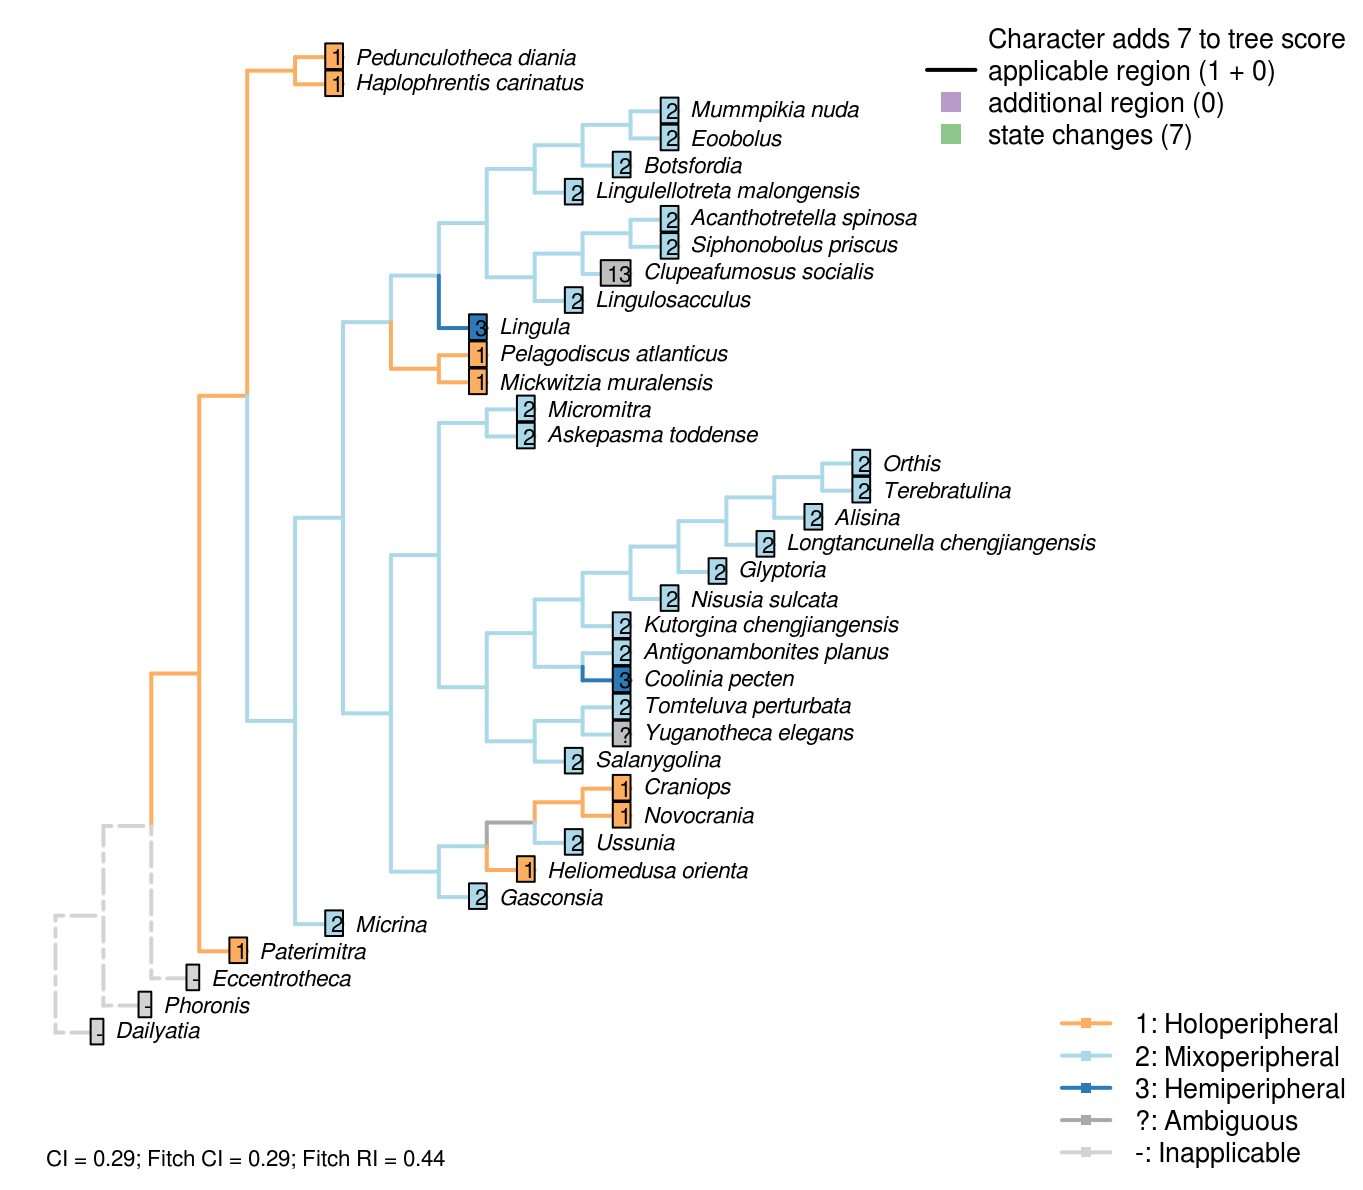 Character adds 7 to tree score
applicable region (1 + 0)
additional region (0)
state changes (7)
1 Pedunculotheca diania
1 Haplophrentis carinatus
2 Mummpikia nuda
2 Eoobolus
2 Botsfordia
2 Lingulellotreta malongensis
2 Acanthotretella spinosa
2 Siphonobolus priscus
13 Clupeafumosus socialis
2 Lingulosacculus
3 Lingula
1 Pelagodiscus atlanticus
1 Mickwitzia muralensis
2 Micromitra
2 Askepasma toddense
2 Orthis
2 Terebratulina
2 Alisina
2 Longtancunella chengjiangensis
2 Glyptoria
2 Nisusia sulcata
2 Kutorgina chengjiangensis
2 Antigonambonites planus
3 Coolinia pecten
2 Tomteluva perturbata
? Yuganotheca elegans
2 Salanygolina
1 Craniops
1 Novocrania
2 Ussunia
1 Heliomedusa orienta
2 Gasconsia
2 Micrina
1 Paterimitra
- Eccentrotheca
- Phoronis
- Dailyatia
1: Holoperipheral
2: Mixoperipheral
3: Hemiperipheral
?: Ambiguous
-: Inapplicable
CI = 0.29; Fitch CI = 0.29; Fitch RI = 0.44